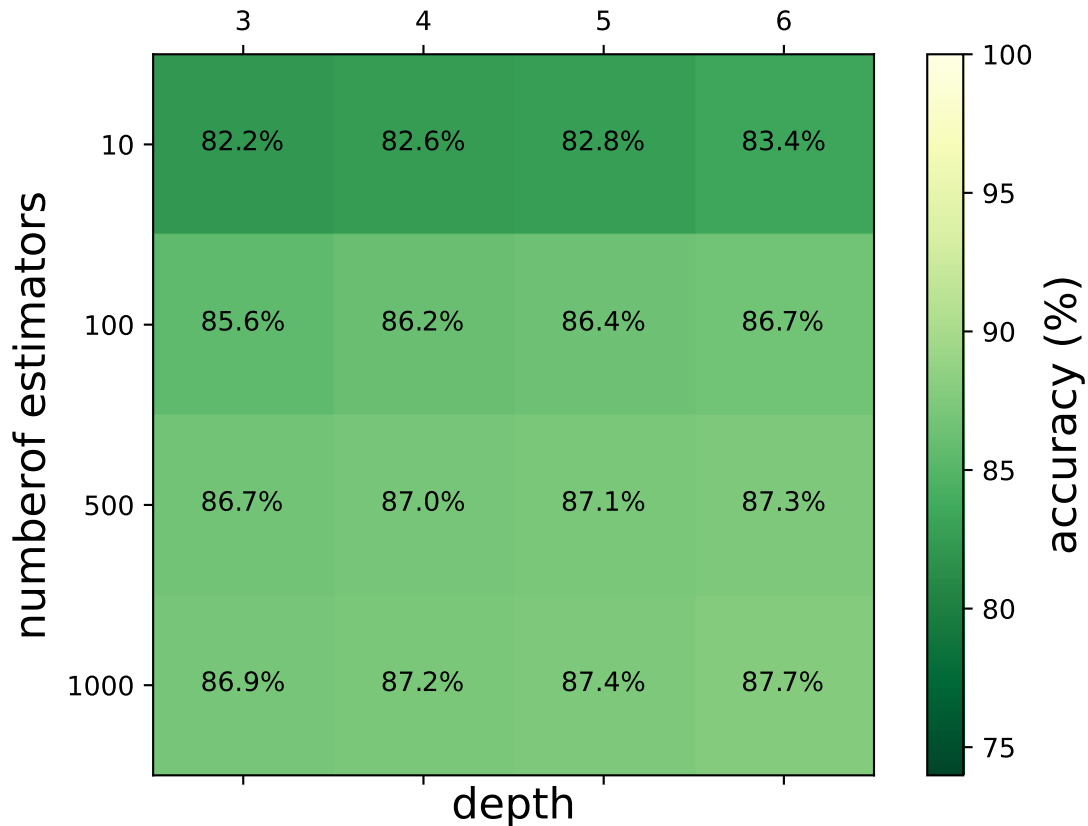 3 4 5 6
10 82.2% 82.6% 82.8% 83.4%
100 85.6% 86.2% 86.4% 86.7%
500 86.7% 87.0% 87.1% 87.3%
1000 86.9% 87.2% 87.4% 87.7%
depth
numberof estimators
100
95
90
85
80
75
accuracy (%)